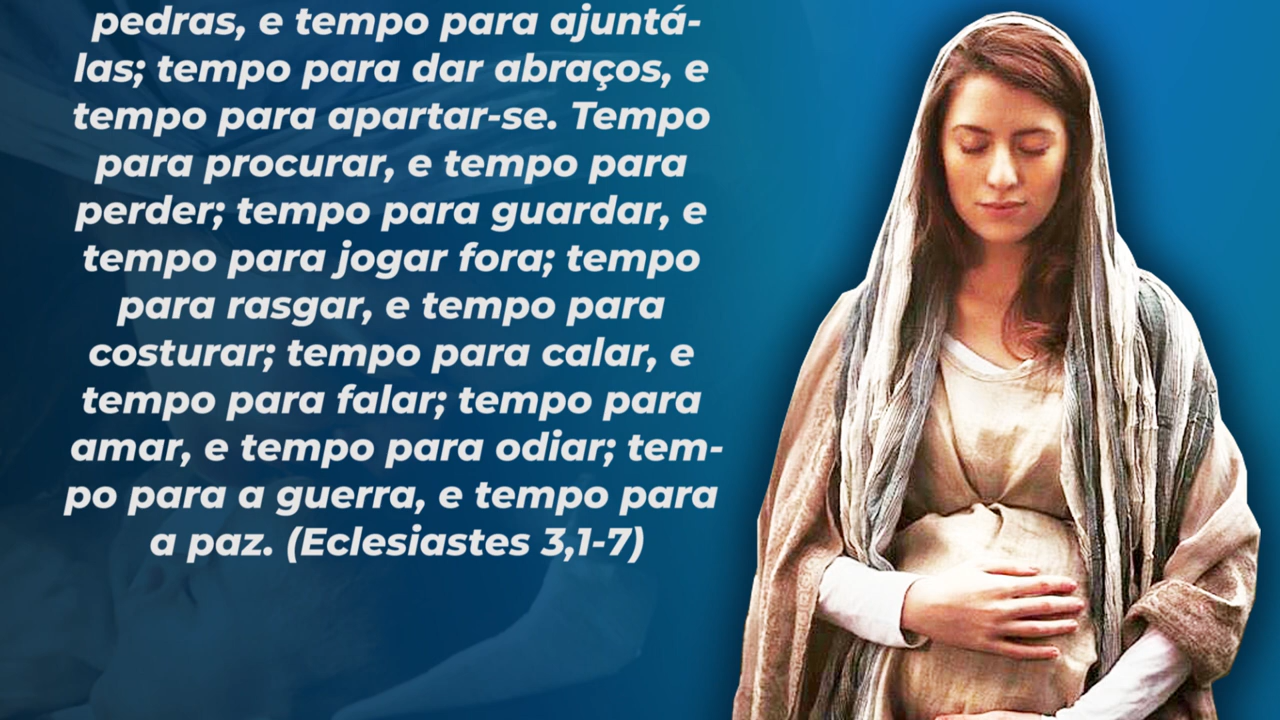 pedras, e tempo para ajuntá-
las; tempo para dar abraços, e
tempo para apartar-se. Tempo
para procurar, e tempo para
perder; tempo para guardar, e
tempo para jogar fora; tempo
para rasgar, e tempo para
costurar; tempo para calar, e
tempo para falar; tempo para
amar, e tempo para odiar; tem-
po para a guerra, e tempo para
a paz. (Eclesiastes 3,1-7)